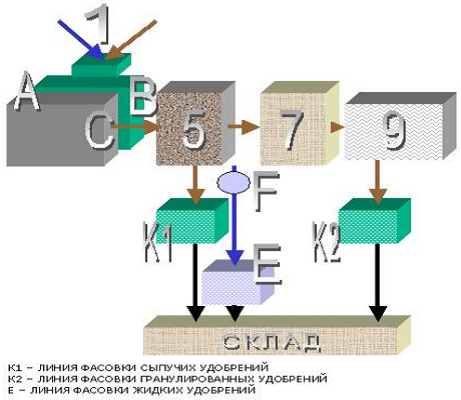 1
A
B
C
5
7
9
F
K1
E
K2
СКЛАД
К1 – ЛИНИЯ ФАСОВКИ СЫПУЧИХ УДОБРЕНИЙ
К2 – ЛИНИЯ ФАСОВКИ ГРАНУЛИРОВАННЫХ УДОБРЕНИЙ
Е – ЛИНИЯ ФАСОВКИ ЖИДКИХ УДОБРЕНИЙ